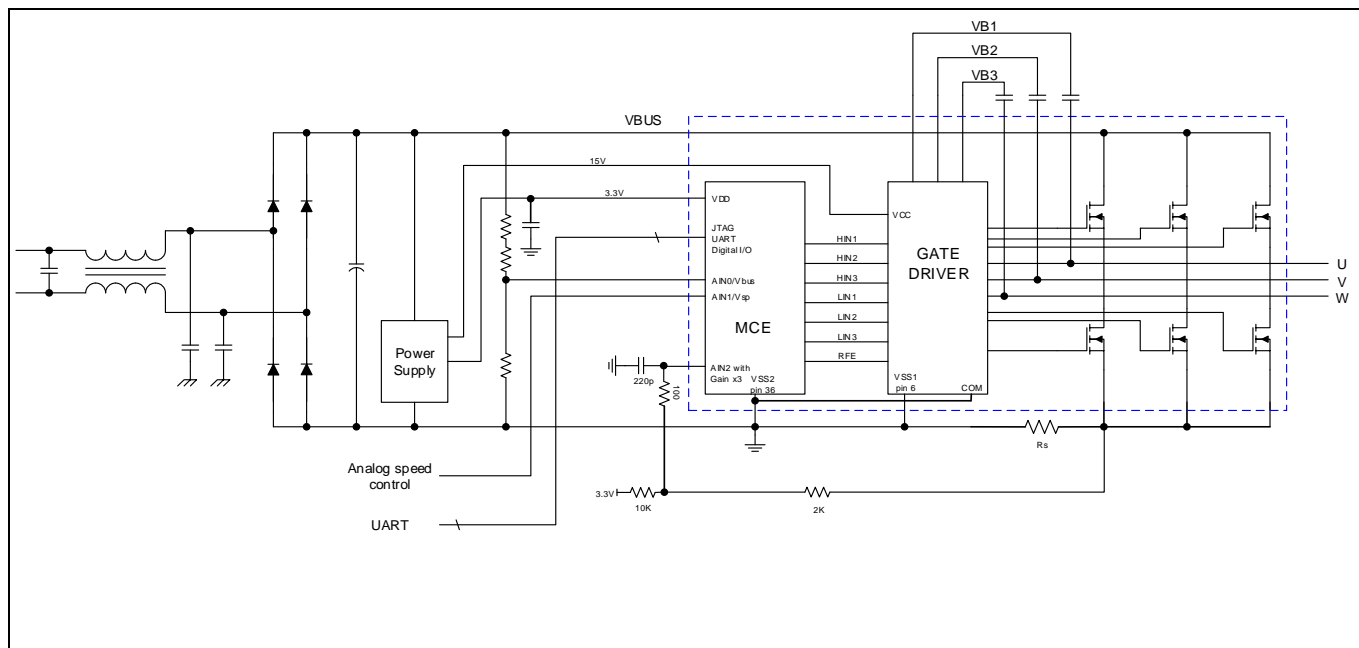 VB1
VB2
VB3
VBUS
15V
3.3V
VDD
JTAG
UART
Digital I/O
AIN0/Vbus
AIN1/Vsp
MCE
AIN2 with
Gain x3
VSS2
pin 36
HIN1
HIN2
HIN3
LIN1
LIN2
LIN3
RFE
VCC
GATE
DRIVER
VSS1
pin 6
COM
U
V
W
Power
Supply
220p
100
Rs
Analog speed
control
3.3V
10K
2K
UART